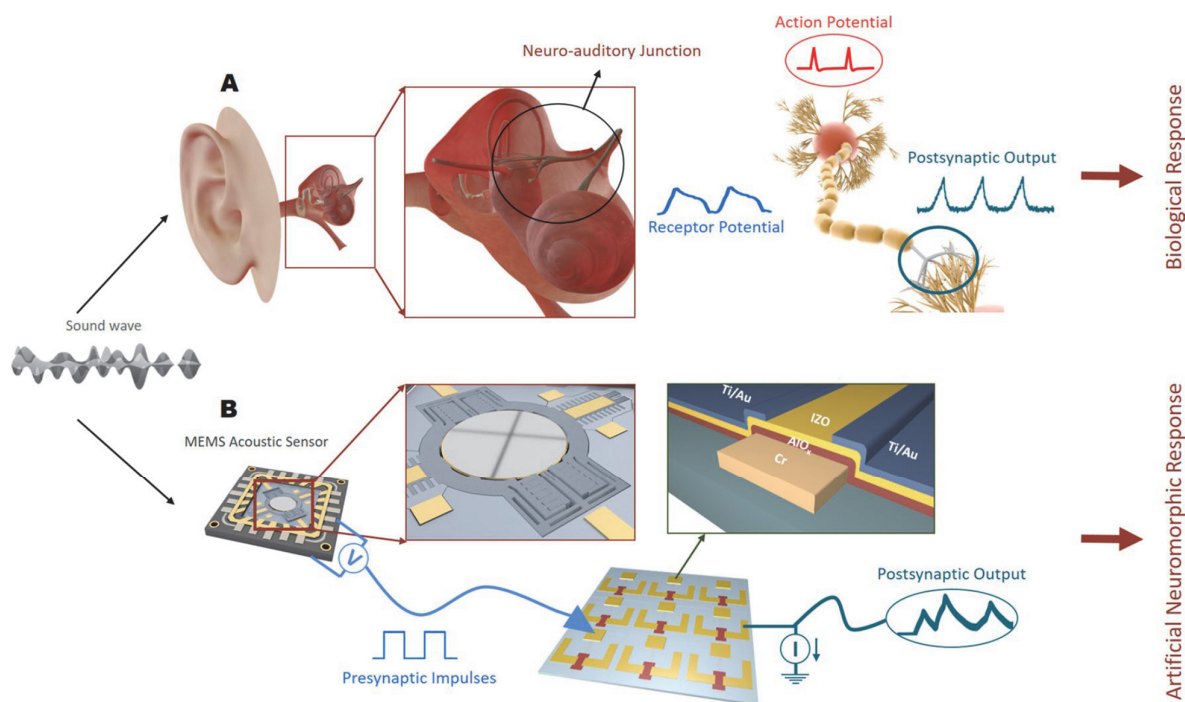 Action Potential
Neuro-auditory Junction
A
Postsynaptic Output
Receptor Potential
Biological Response
Sound wave
B
MEMS Acoustic Sensor
Ti/Au
IZO
AlOx
Cr
Ti/Au
V
Postsynaptic Output
I
Presynaptic Impulses
Artificial Neuromorphic Response